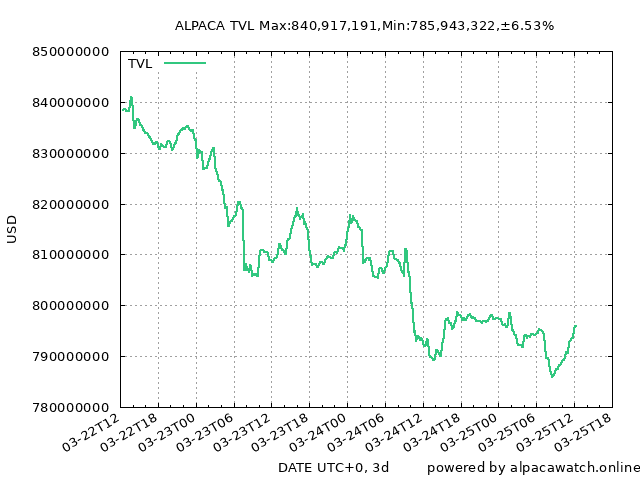 ALPACA TVL Max:840,917,191,Min:785,943,322,±6.53%
850000000
TVL
840000000
830000000
820000000
USD
810000000
800000000
790000000
780000000
03-22T12
03-22T18
03-23T00
03-23T06
03-23T12
03-23T18
03-24T00
03-24T06
03-24T12
03-24T18
03-25T00
03-25T06
03-25T12
03-25T18
DATE UTC+0, 3d
powered by alpacawatch.online